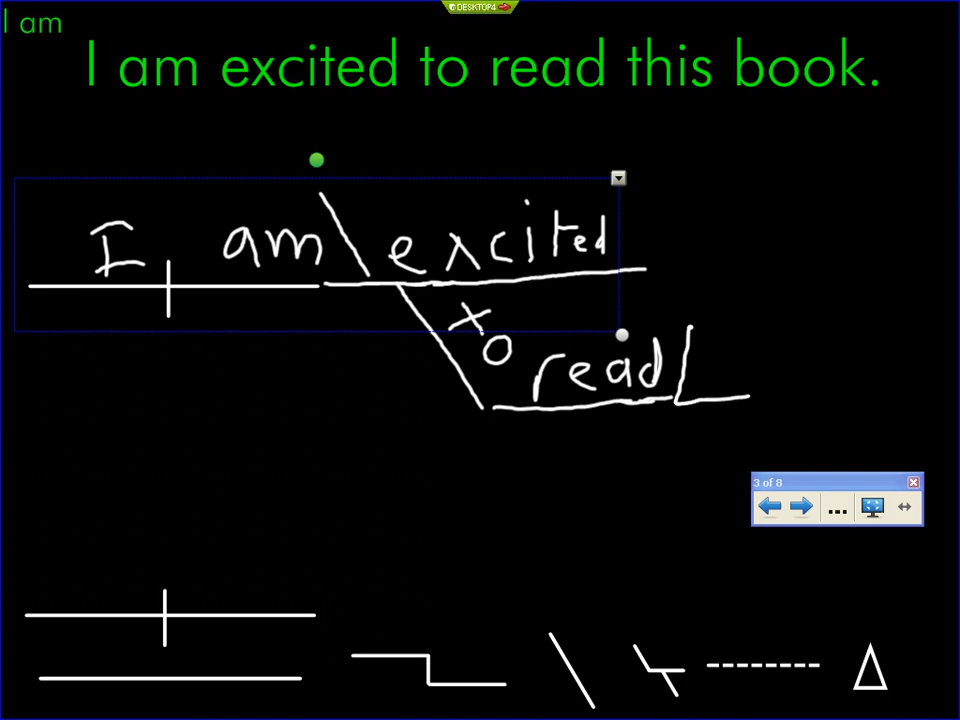 DESKTOP4
I am
I am excited to read this book.
I am excited
to read
3 of 8
...